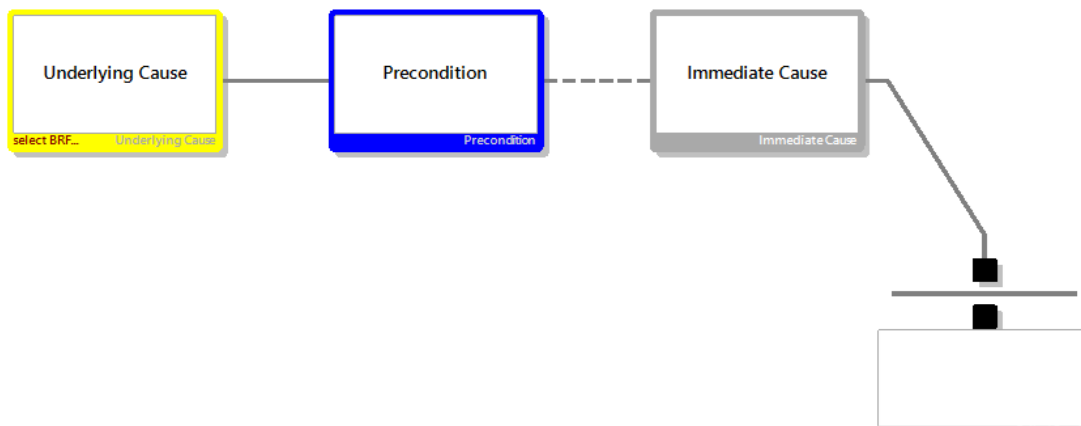 Underlying Cause
select BRF... Underlying Cause
Precondition
Precondition
Immediate Cause
Immediate Cause